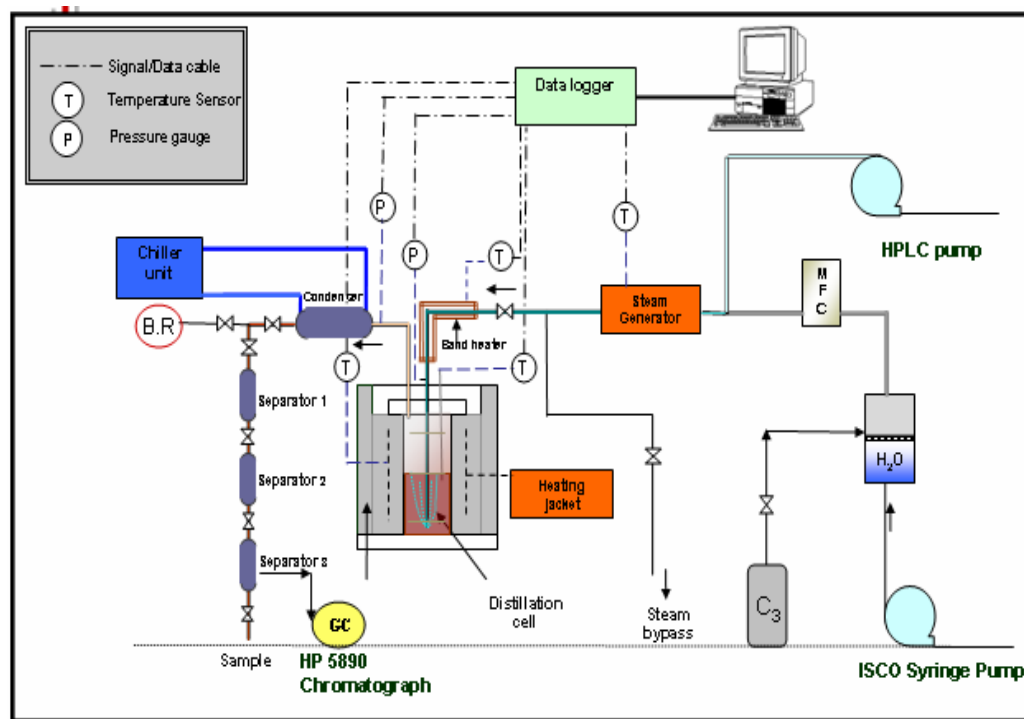 Signal/Data cable
T
Temperature Sensor
P
Pressure gauge
Data logger
HPLC pump
P
T
P
T
Chiller
unit
Condenser
M
F
C
Steam
Generator
B.R
Band heater
T
T
Separator 1
H2O
Separator 2
Heating
jacket
Separator 3
C3
Distillation
cell
Steam
bypass
GC
Sample
HP 5890
Chromatograph
ISCO Syringe Pump